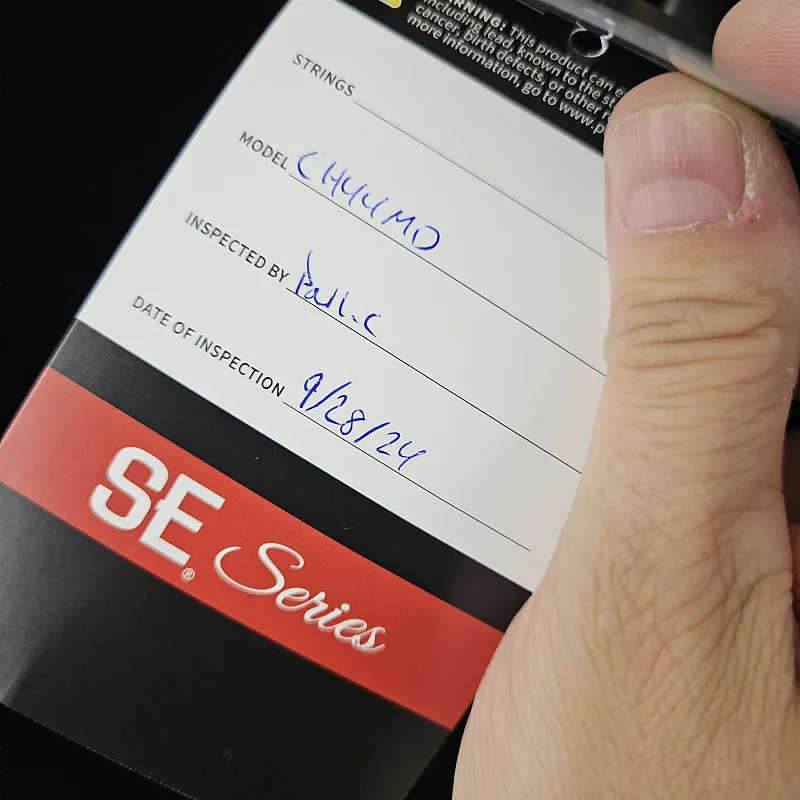 WARNING: This product can e
including lead, known to the st
cancer, birth defects, or other r
more information, go to www.p
STRINGS
MODEL CH44MD
INSPECTED BY Paul.C
DATE OF INSPECTION 9/28/24
SE® Series